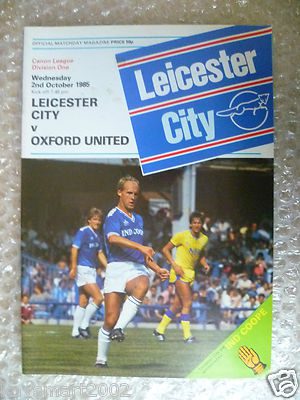 OFFICIAL MATCHDAY MAGAZINE PRICE 50p
Canon League
Division One
Wednesday
2nd October 1985
Kick off 7.45 pm
LEICESTER
CITY
v
OXFORD UNITED
Leicester
City
IND COOPE
IND COOPE